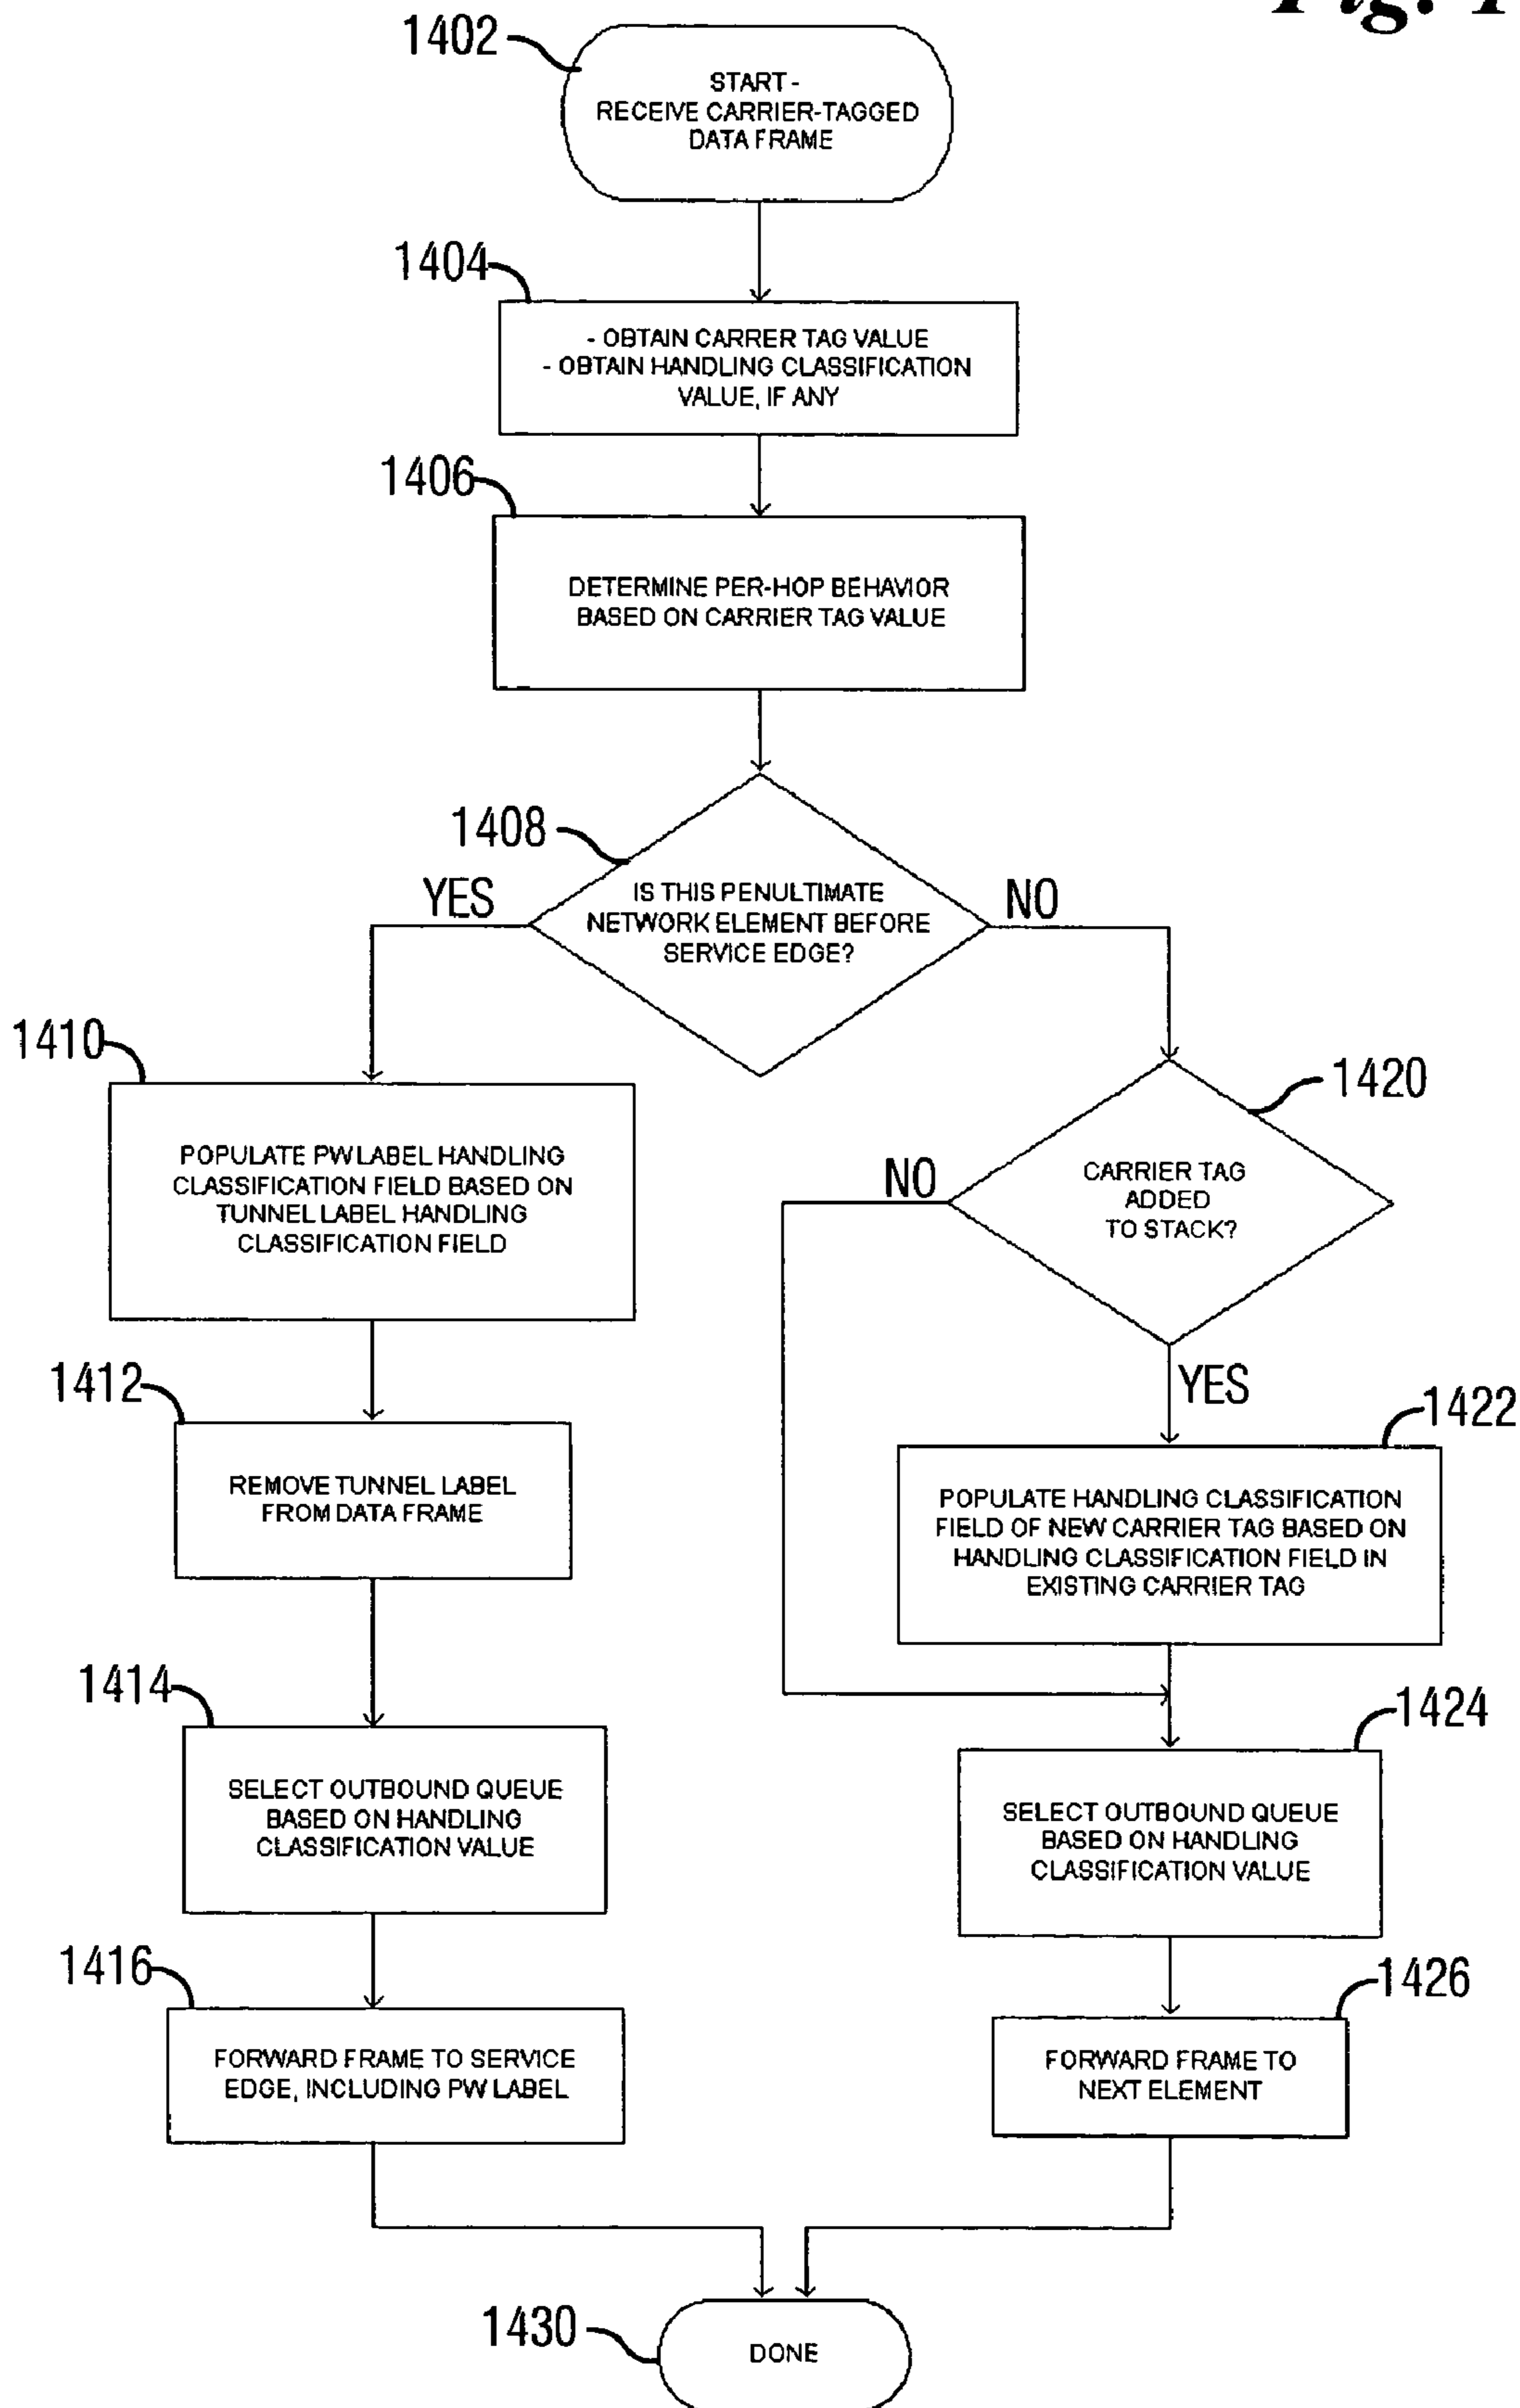 Fig. 1
1402
START -
RECEIVE CARRIER-TAGGED
DATA FRAME
1404
- OBTAIN CARRER TAG VALUE
- OBTAIN HANDLING CLASSIFICATION
VALUE, IF ANY
1406
DETERMINE PER-HOP BEHAVIOR
BASED ON CARRIER TAG VALUE
1408
IS THIS PENULTIMATE
NETWORK ELEMENT BEFORE
SERVICE EDGE?
YES
NO
1410
POPULATE PW LABEL HANDLING
CLASSIFICATION FIELD BASED ON
TUNNEL LABEL HANDLING
CLASSIFICATION FIELD
1412
REMOVE TUNNEL LABEL
FROM DATA FRAME
1414
SELECT OUTBOUND QUEUE
BASED ON HANDLING
CLASSIFICATION VALUE
1416
FORWARD FRAME TO SERVICE
EDGE, INCLUDING PW LABEL
1420
CARRIER TAG
ADDED
TO STACK?
NO
YES
1422
POPULATE HANDLING CLASSIFICATION
FIELD OF NEW CARRIER TAG BASED ON
HANDLING CLASSIFICATION FIELD IN
EXISTING CARRIER TAG
1424
SELECT OUTBOUND QUEUE
BASED ON HANDLING
CLASSIFICATION VALUE
1426
FORWARD FRAME TO
NEXT ELEMENT
1430
DONE